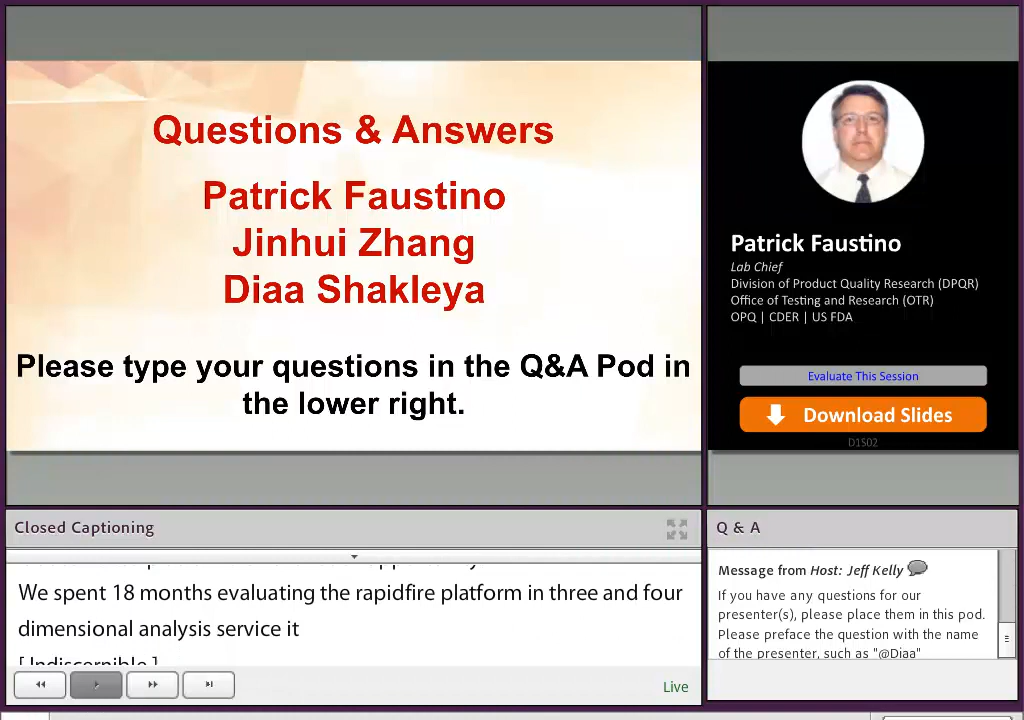 Questions & Answers
Patrick Faustino
Jinhui Zhang
Diaa Shakleya
Please type your questions in the Q&A Pod in
the lower right.
Patrick Faustino
Lab Chief
Division of Product Quality Research (DPQR)
Office of Testing and Research (OTR)
OPQ | CDER | US FDA
Evaluate This Session
Download Slides
D1S02
Closed Captioning
We spent 18 months evaluating the rapidfire platform in three and four
dimensional analysis service it
[ Indiscernible ]
Live
Q & A
Message from Host: Jeff Kelly
If you have any questions for our
presenter(s), please place them in this pod.
Please preface the question with the name
of the presenter, such as "@Diaa"